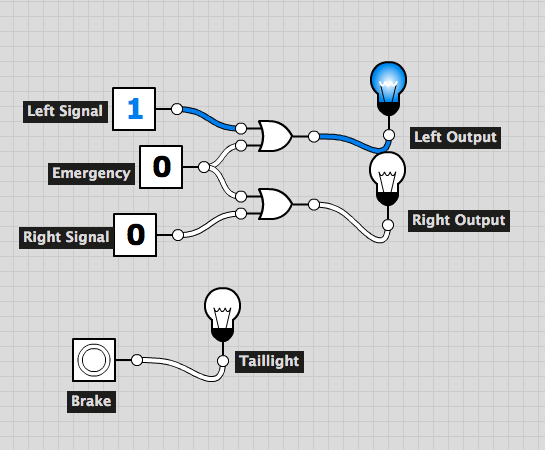 Left Signal
1
Left Output
Emergency
0
Right Output
Right Signal
0
Taillight
Brake